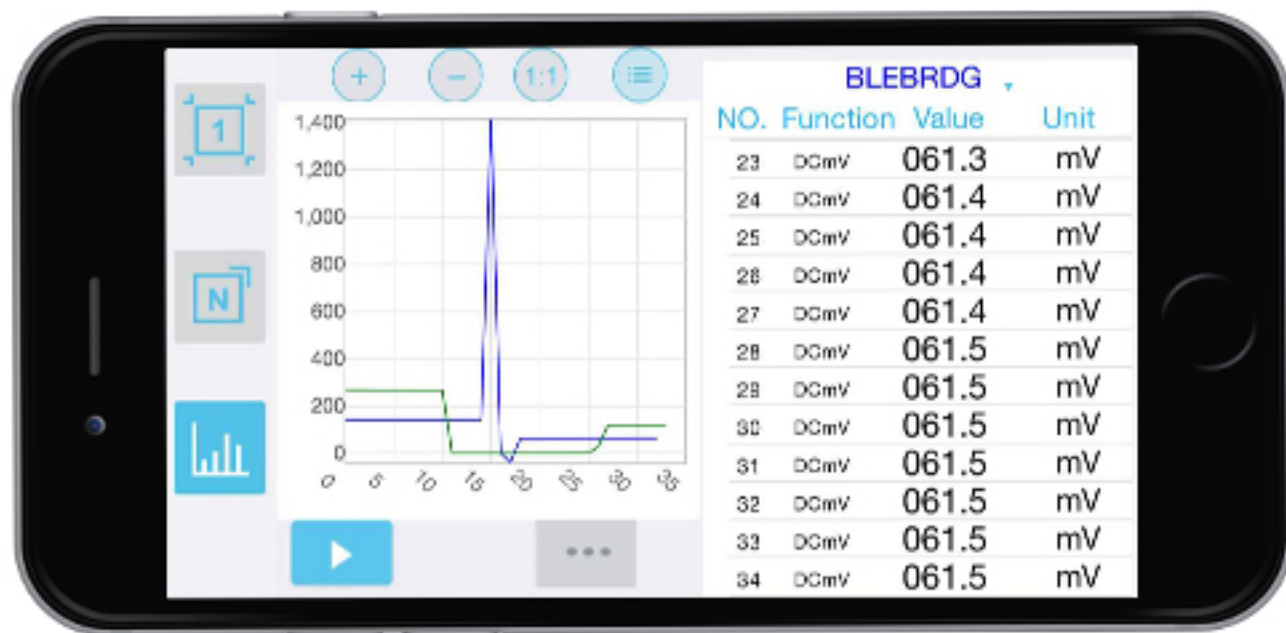 + − 1:1
BLEBRDG
NO. Function Value Unit
1
N
1,400
1,200
1,000
800
600
400
200
0
0 5 10 15 20 25 30 35
23 DCmV 061.3 mV
24 DCmV 061.4 mV
25 DCmV 061.4 mV
26 DCmV 061.4 mV
27 DCmV 061.4 mV
28 DCmV 061.5 mV
29 DCmV 061.5 mV
30 DCmV 061.5 mV
31 DCmV 061.5 mV
32 DCmV 061.5 mV
33 DCmV 061.5 mV
34 DCmV 061.5 mV